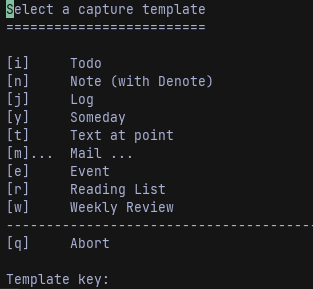 Select a capture template
=========================
[i]     Todo
[n]     Note (with Denote)
[j]     Log
[y]     Someday
[t]     Text at point
[m]...  Mail ...
[e]     Event
[r]     Reading List
[w]     Weekly Review
---------------------------------------
[q]     Abort
Template key: